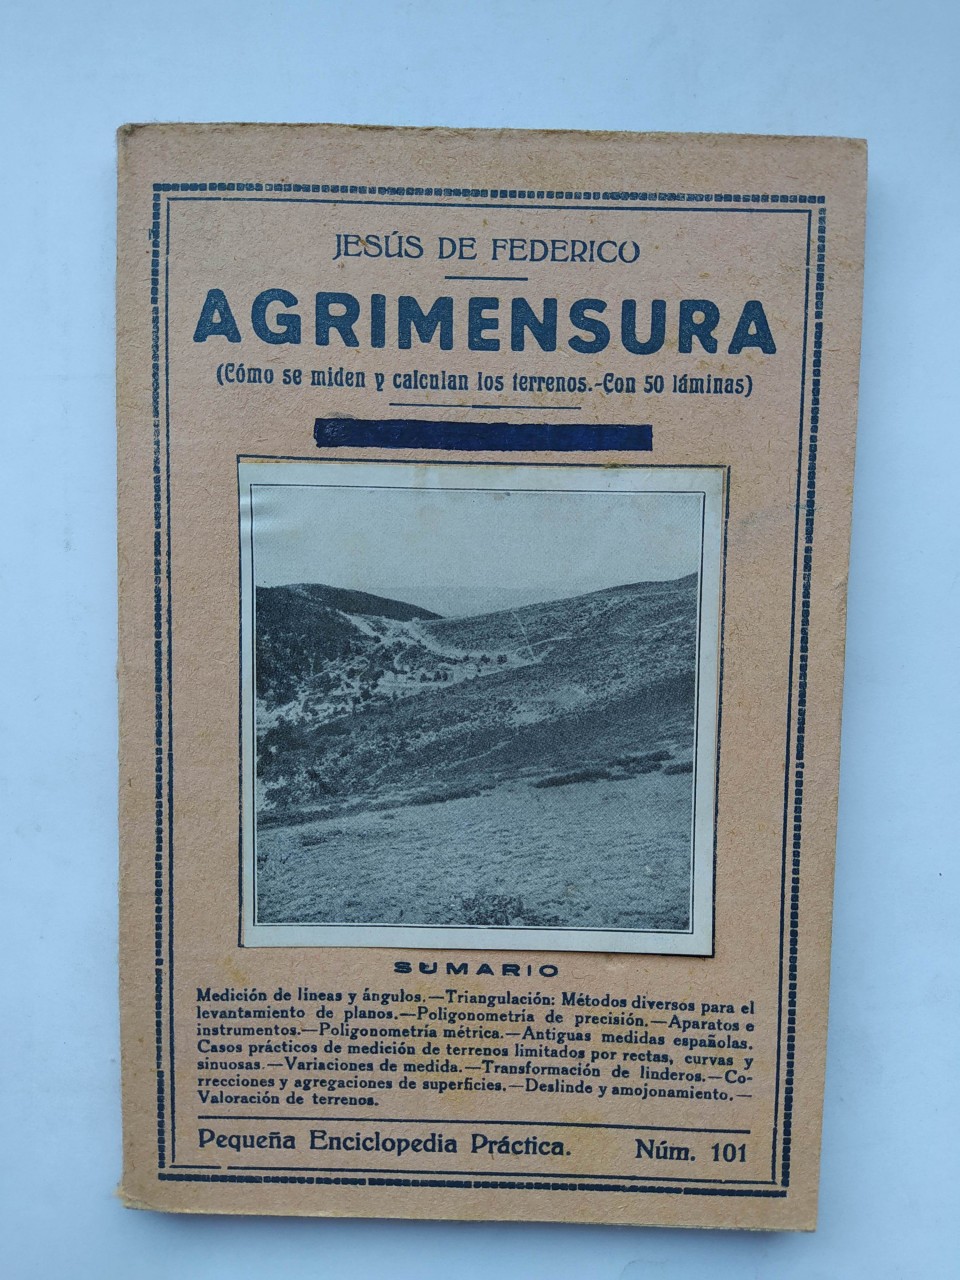 JESÚS DE FEDERICO
AGRIMENSURA
(Cómo se miden y calculan los terrenos.-Con 50 láminas)
SUMARIO
Medición de líneas y ángulos.—Triangulación: Métodos diversos para el
levantamiento de planos.—Poligonometría de precisión.—Aparatos e
instrumentos.—Poligonometría métrica.—Antiguas medidas españolas.
Casos prácticos de medición de terrenos limitados por rectas, curvas y
sinuosas.—Variaciones de medida.—Transformación de linderos.—Co-
rrecciones y agregaciones de superficies.—Deslinde y amojonamiento.—
Valoración de terrenos.
Pequeña Enciclopedia Práctica. Núm. 101